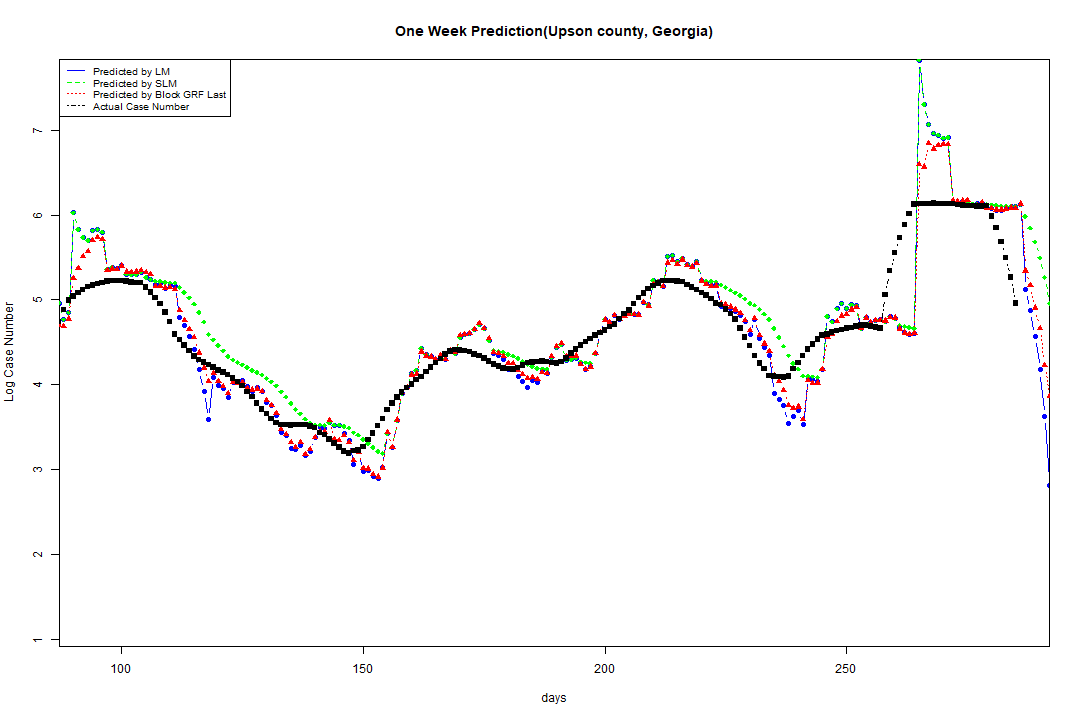 One Week Prediction(Upson county, Georgia)
Predicted by LM
Predicted by SLM
Predicted by Block GRF Last
Actual Case Number
7
6
5
4
3
2
1
Log Case Number
100 150 200 250
days